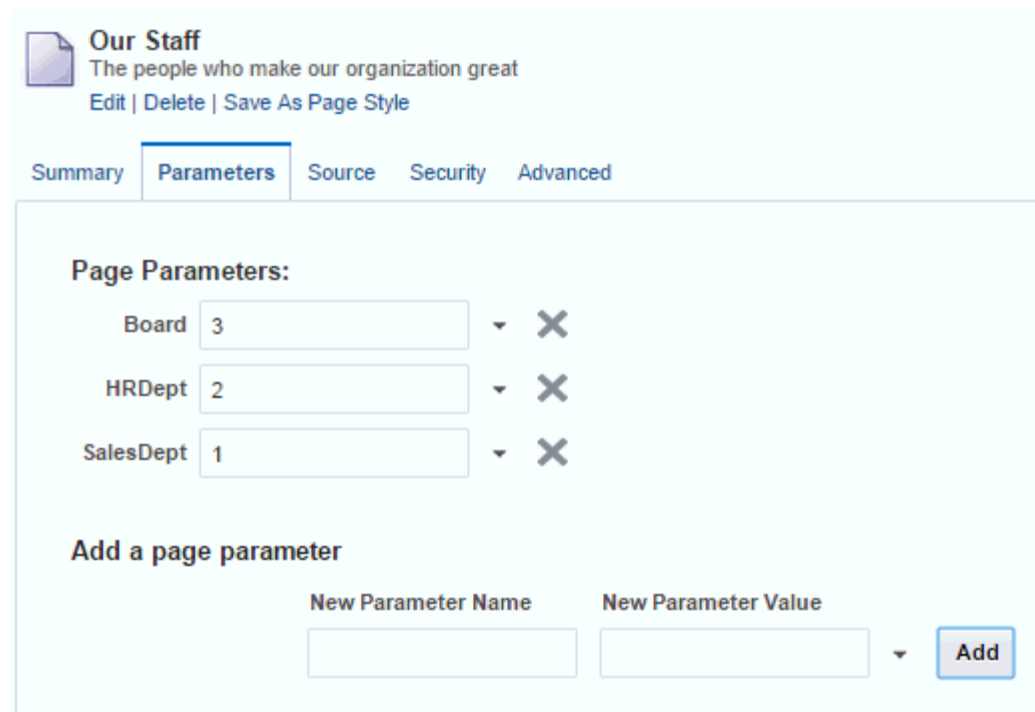 Our Staff
The people who make our organization great
Edit | Delete | Save As Page Style
Summary Parameters Source Security Advanced
Page Parameters:
Board 3
HRDept 2
SalesDept 1
Add a page parameter
New Parameter Name New Parameter Value
Add